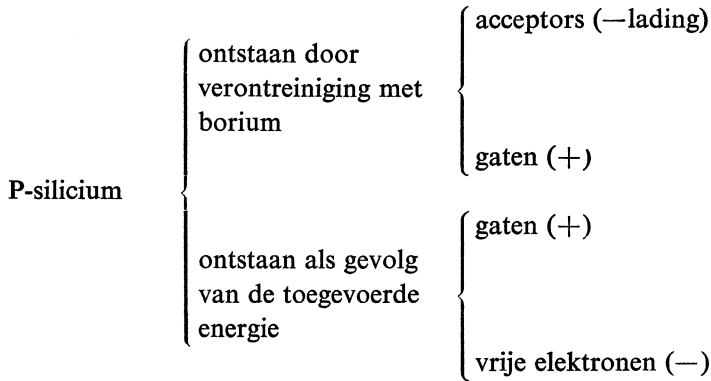 P-silicium
ontstaan door
verontreiniging met
borium
acceptors (—lading)
gaten (+)
ontstaan als gevolg
van de toegevoerde
energie
gaten (+)
vrije elektronen (—)